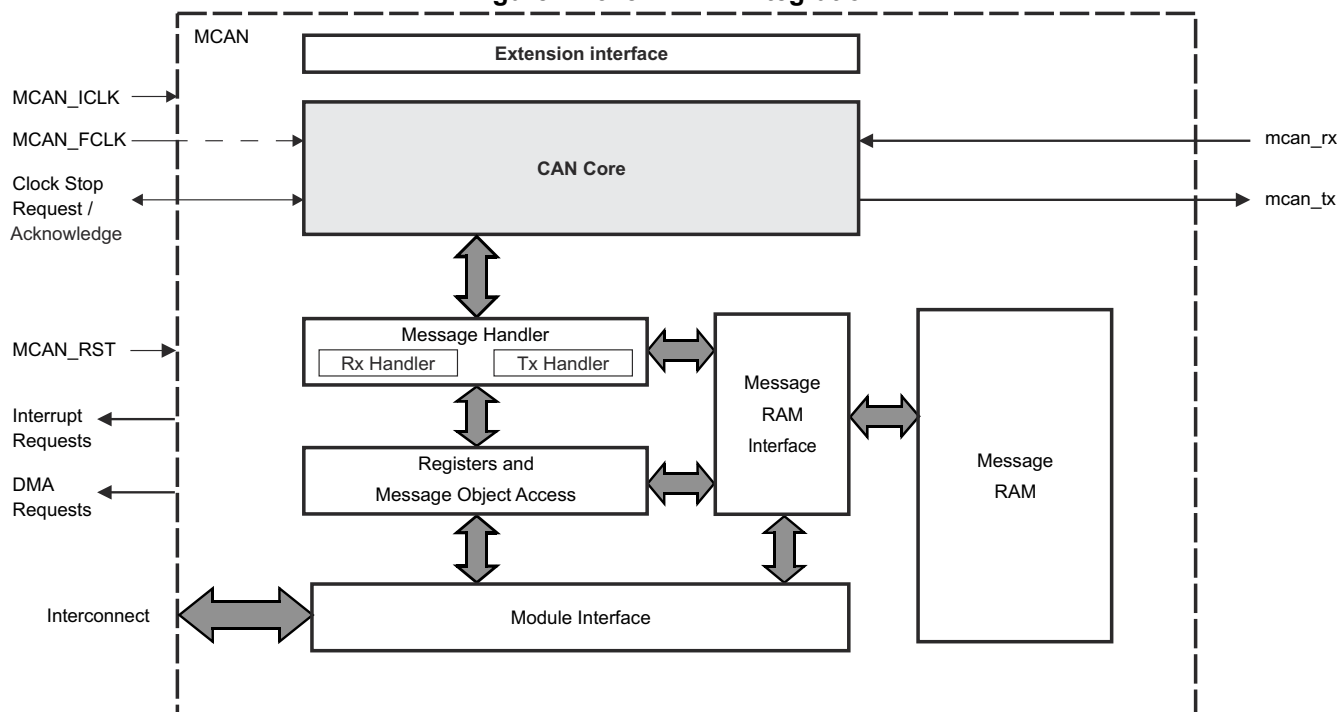 MCAN
Extension interface
MCAN_ICLK
MCAN_FCLK
CAN Core
mcan_rx
Clock Stop
Request /
Acknowledge
mcan_tx
MCAN_RST
Message Handler
Rx Handler
Tx Handler
Message
RAM
Interface
Interrupt
Requests
Registers and
Message Object Access
Message
RAM
DMA
Requests
Interconnect
Module Interface